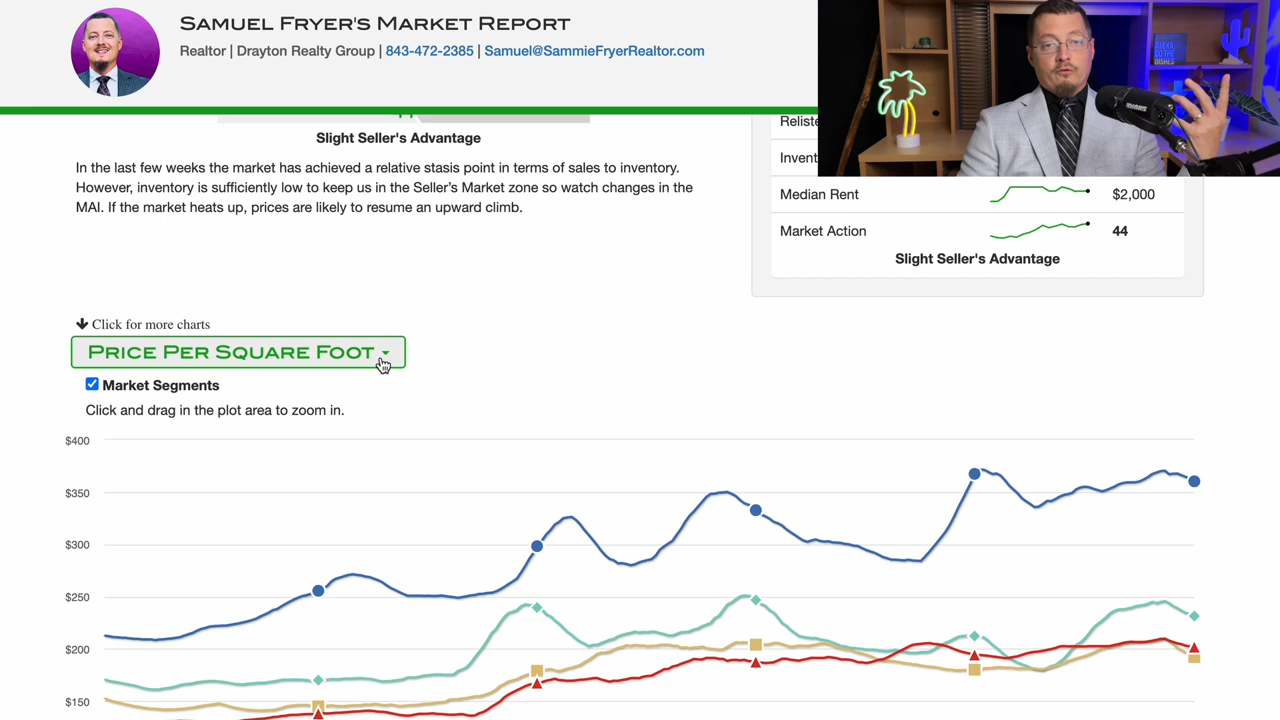 SAMUEL FRYER'S MARKET REPORT
Realtor | Drayton Realty Group | 843-472-2385 | Samuel@SammieFryerRealtor.com
Slight Seller's Advantage
In the last few weeks the market has achieved a relative stasis point in terms of sales to inventory.
However, inventory is sufficiently low to keep us in the Seller's Market zone so watch changes in the
MAI. If the market heats up, prices are likely to resume an upward climb.
Median Rent $2,000
Market Action 44
Slight Seller's Advantage
Click for more charts
PRICE PER SQUARE FOOT
Market Segments
Click and drag in the plot area to zoom in.
$400
$350
$300
$250
$200
$150